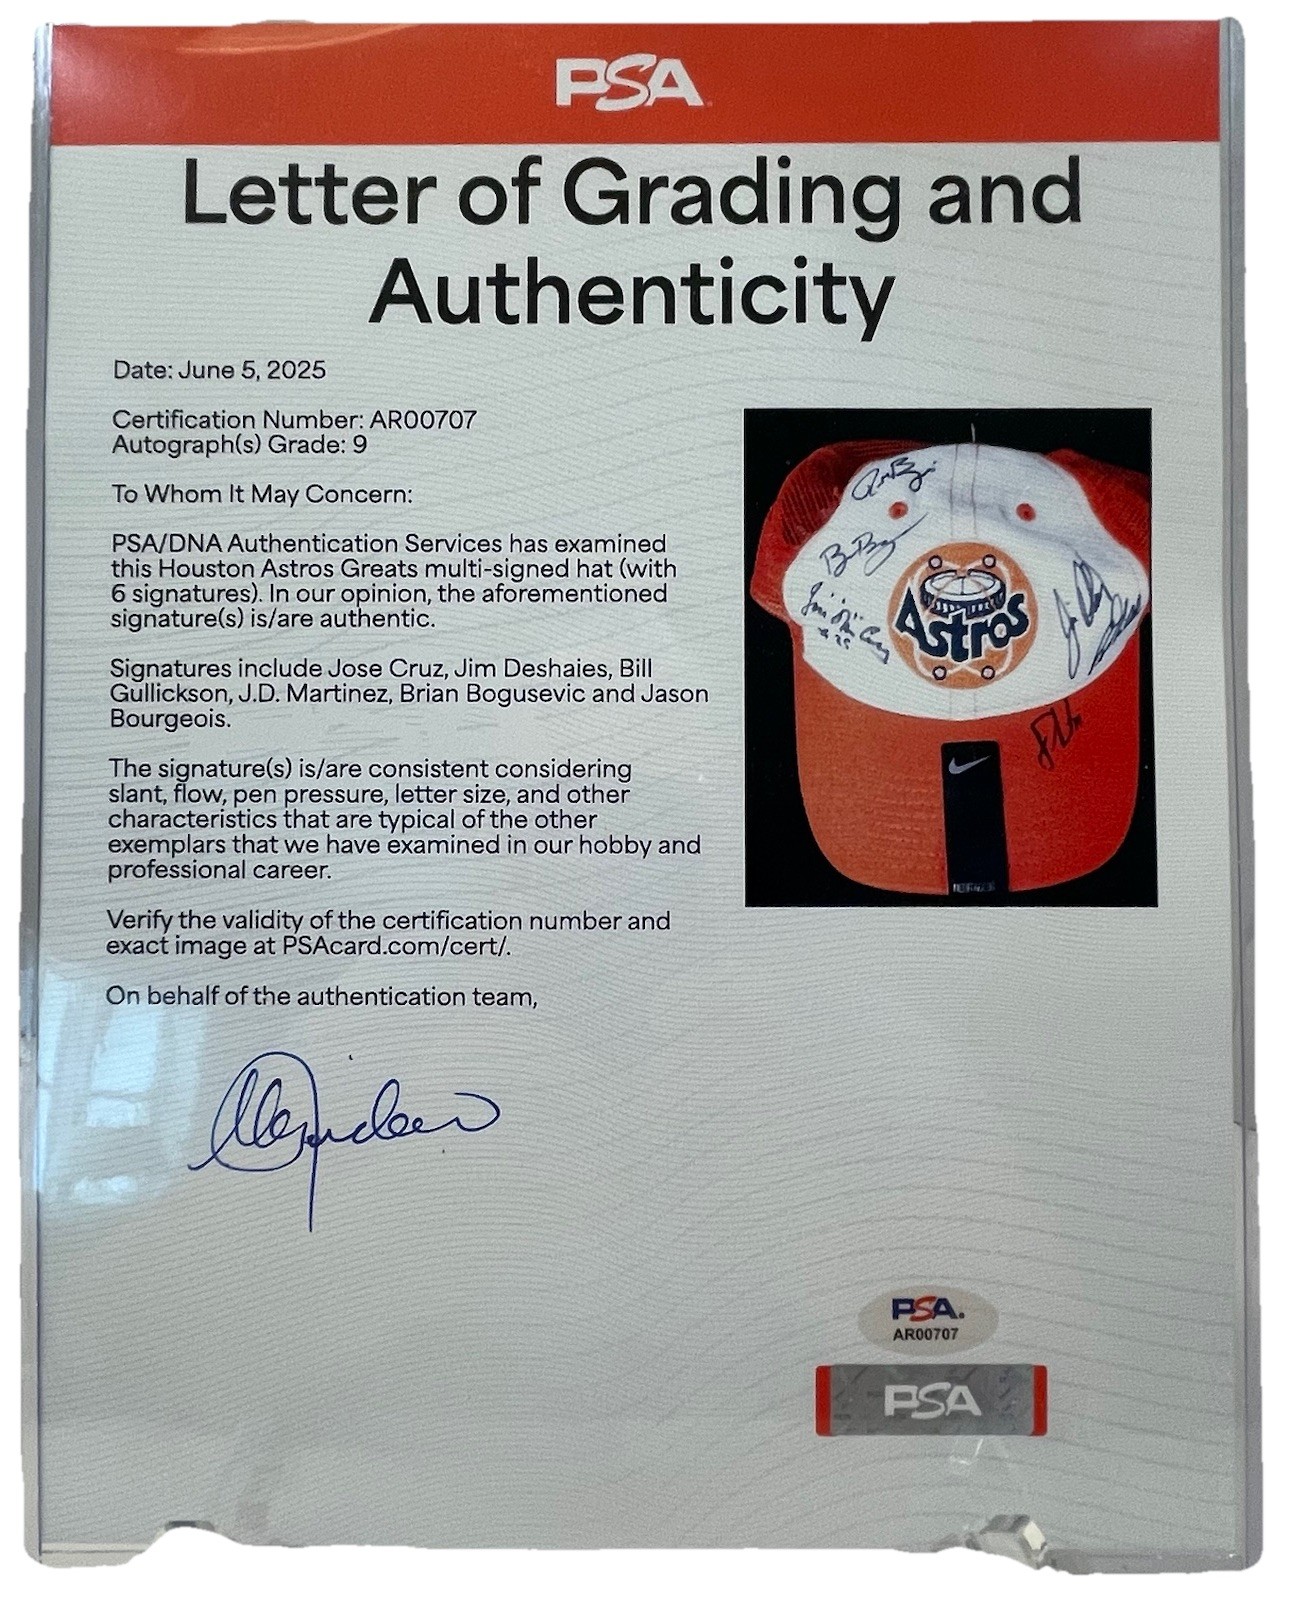 PSA
Letter of Grading and
Authenticity
Date: June 5, 2025
Certification Number: AR00707
Autograph(s) Grade: 9
To Whom It May Concern:
PSA/DNA Authentication Services has examined
this Houston Astros Greats multi-signed hat (with
6 signatures). In our opinion, the aforementioned
signature(s) is/are authentic.
Signatures include Jose Cruz, Jim Deshaies, Bill
Gullickson, J.D. Martinez, Brian Bogusevic and Jason
Bourgeois.
The signature(s) is/are consistent considering
slant, flow, pen pressure, letter size, and other
characteristics that are typical of the other
exemplars that we have examined in our hobby and
professional career.
Verify the validity of the certification number and
exact image at PSAcard.com/cert/.
On behalf of the authentication team,
Astros
PSA.
AR00707
PSA